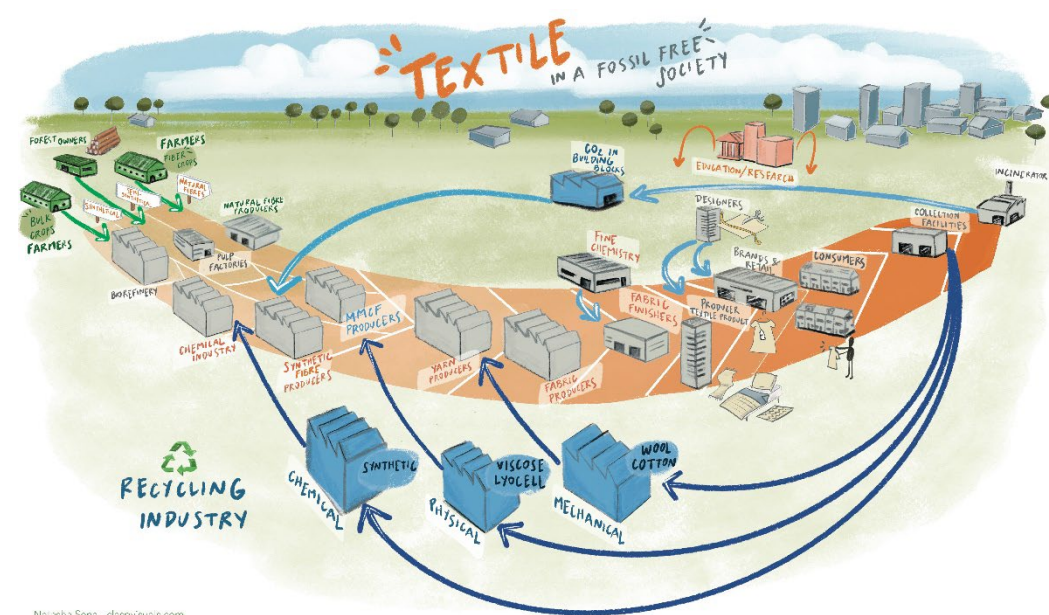 TEXTILE
IN A FOSSIL FREE
SOCIETY
FOREST OWNERS
FARMERS
FIBER
CROPS
BULK
CROPS
FARMERS
SYNTHETICAL
NATURAL
FIBRES
NATURAL FIBRE
PRODUCERS
PULP
FACTORIES
BIOREFINERY
CHEMICAL
INDUSTRY
SYNTHETIC
FIBRE
PRODUCERS
MMCF
PRODUCERS
YARN
PRODUCERS
FABRIC
PRODUCERS
FINE
CHEMISTRY
FABRIC
FINISHERS
CO2 IN
BUILDING
BLOCKS
EDUCATION/RESEARCH
DESIGNERS
BRANDS &
RETAIL
PRODUCER
TEXTILE PRODUCT
CONSUMERS
COLLECTION
FACILITIES
INCINERATOR
RECYCLING
INDUSTRY
SYNTHETIC
CHEMICAL
VISCOSE
LYOCELL
PHYSICAL
WOOL
COTTON
MECHANICAL